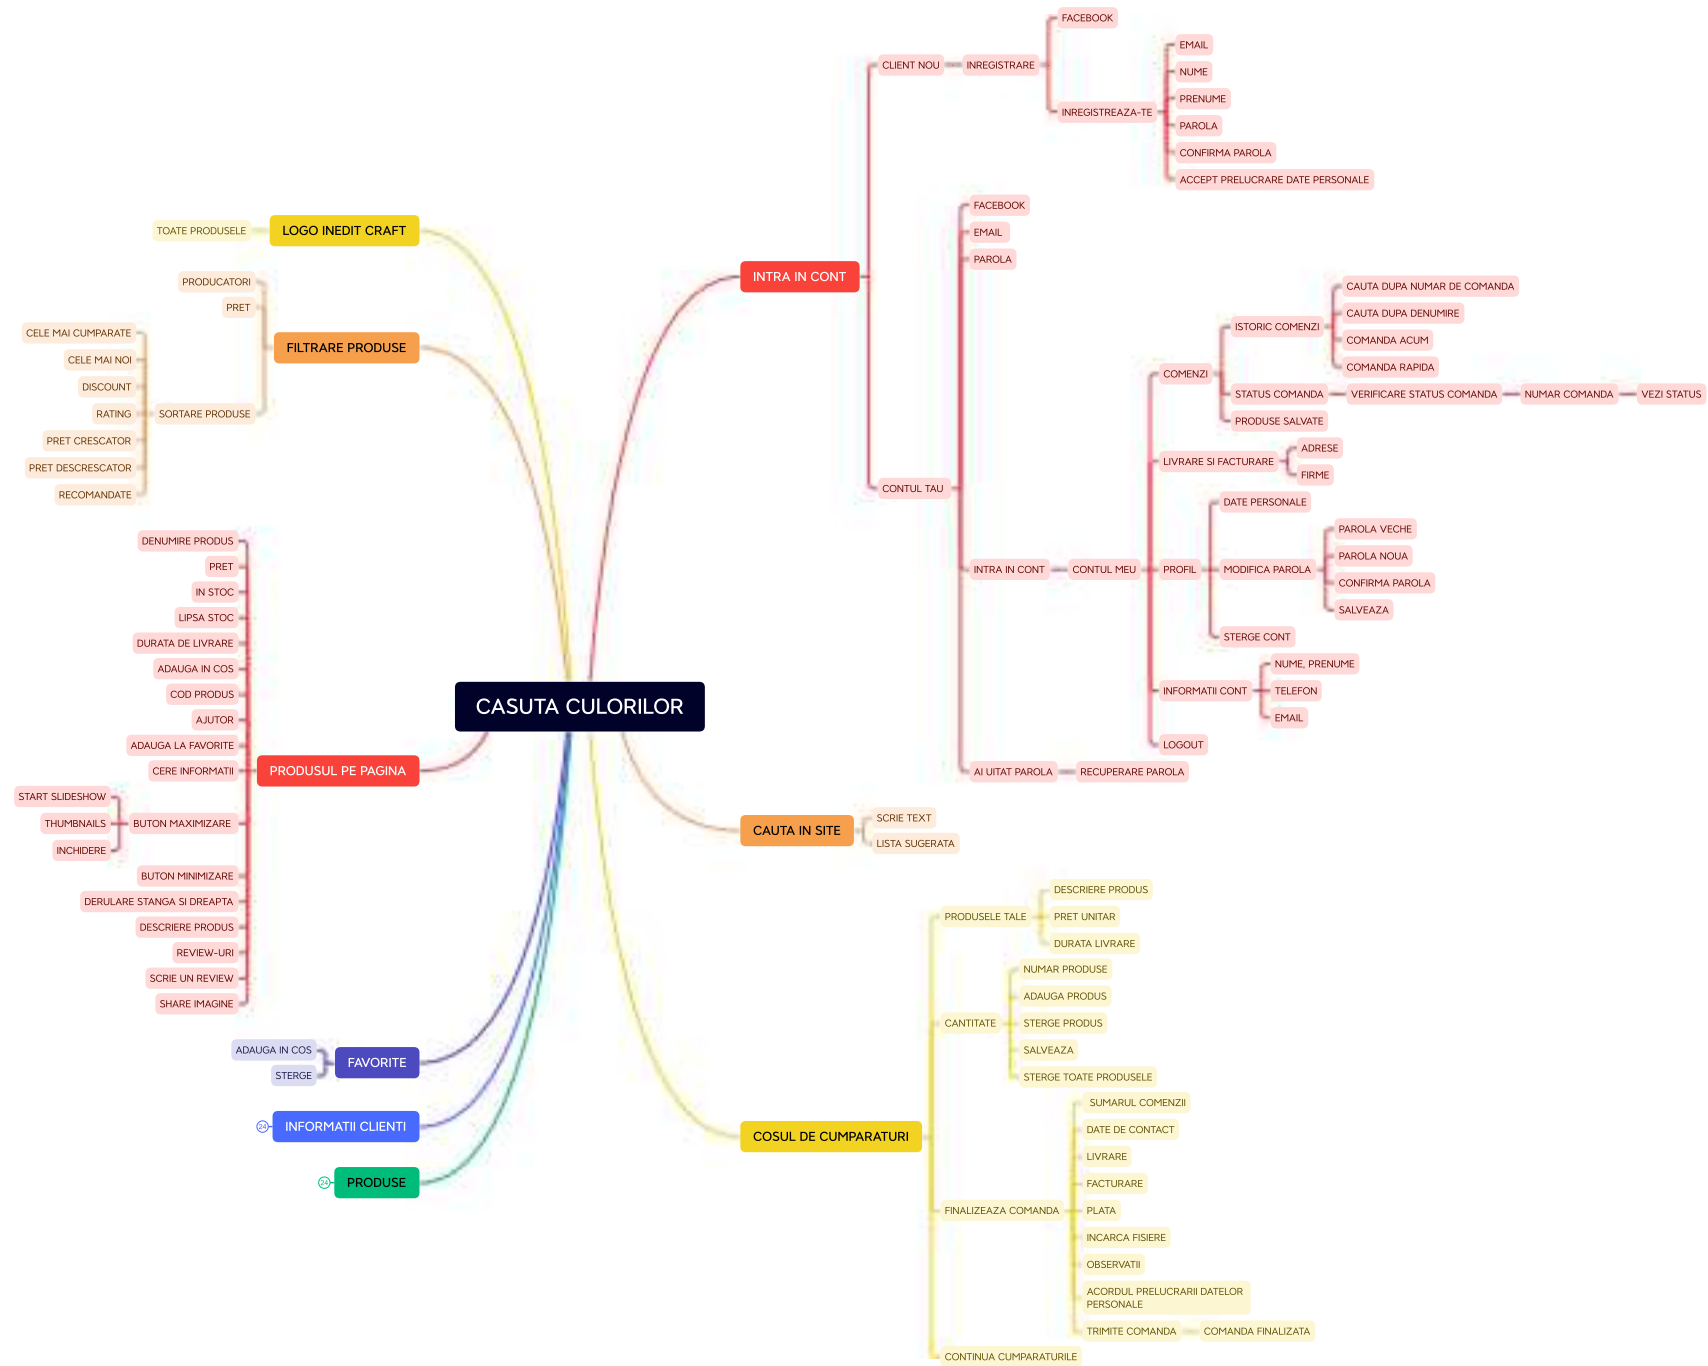 CASUTA CULORILOR
LOGO INEDIT CRAFT
TOATE PRODUSELE
FILTRARE PRODUSE
PRODUCATORI
PRET
SORTARE PRODUSE
CELE MAI CUMPARATE
CELE MAI NOI
DISCOUNT
RATING
PRET CRESCATOR
PRET DESCRESCATOR
RECOMANDATE
PRODUSUL PE PAGINA
DENUMIRE PRODUS
PRET
IN STOC
LIPSA STOC
DURATA DE LIVRARE
ADAUGA IN COS
COD PRODUS
AJUTOR
ADAUGA LA FAVORITE
CERE INFORMATII
BUTON MAXIMIZARE
START SLIDESHOW
THUMBNAILS
INCHIDERE
BUTON MINIMIZARE
DERULARE STANGA SI DREAPTA
DESCRIERE PRODUS
REVIEW-URI
SCRIE UN REVIEW
SHARE IMAGINE
FAVORITE
ADAUGA IN COS
STERGE
INFORMATII CLIENTI
24
PRODUSE
24
INTRA IN CONT
CLIENT NOU
INREGISTRARE
FACEBOOK
INREGISTREAZA-TE
EMAIL
NUME
PRENUME
PAROLA
CONFIRMA PAROLA
ACCEPT PRELUCRARE DATE PERSONALE
CONTUL TAU
FACEBOOK
EMAIL
PAROLA
INTRA IN CONT
CONTUL MEU
COMENZI
ISTORIC COMENZI
CAUTA DUPA NUMAR DE COMANDA
CAUTA DUPA DENUMIRE
COMANDA ACUM
COMANDA RAPIDA
STATUS COMANDA
VERIFICARE STATUS COMANDA
NUMAR COMANDA
VEZI STATUS
PRODUSE SALVATE
LIVRARE SI FACTURARE
ADRESE
FIRME
PROFIL
DATE PERSONALE
MODIFICA PAROLA
PAROLA VECHE
PAROLA NOUA
CONFIRMA PAROLA
SALVEAZA
STERGE CONT
INFORMATII CONT
NUME, PRENUME
TELEFON
EMAIL
LOGOUT
AI UITAT PAROLA
RECUPERARE PAROLA
CAUTA IN SITE
SCRIE TEXT
LISTA SUGERATA
COSUL DE CUMPARATURI
PRODUSELE TALE
DESCRIERE PRODUS
PRET UNITAR
DURATA LIVRARE
CANTITATE
NUMAR PRODUSE
ADAUGA PRODUS
STERGE PRODUS
SALVEAZA
STERGE TOATE PRODUSELE
FINALIZEAZA COMANDA
SUMARUL COMENZII
DATE DE CONTACT
LIVRARE
FACTURARE
PLATA
INCARCA FISIERE
OBSERVATII
ACORDUL PRELUCRARII DATELOR
PERSONALE
TRIMITE COMANDA
COMANDA FINALIZATA
CONTINUA CUMPARATURILE